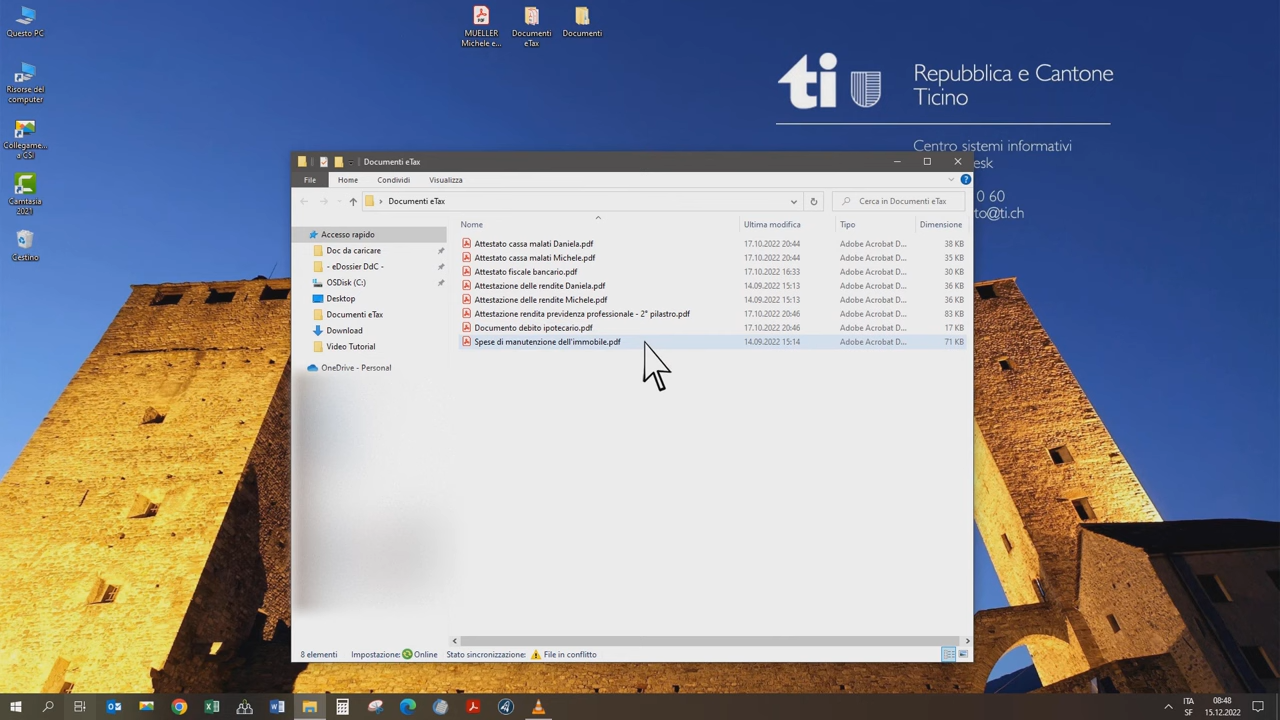 Questo PC
Risorse del
computer
Collegame...
a CSI
Camtasia
2021
Cestino
MUELLER
Michele e...
Documenti
eTax
Documenti
ti
Repubblica e Cantone
Ticino
Centro sistemi informativi
esk
0 60
to@ti.ch
Documenti eTax
File
Home
Condividi
Visualizza
Documenti eTax
Cerca in Documenti eTax
Nome
Ultima modifica
Tipo
Dimensione
Accesso rapido
Doc da caricare
- eDossier DdC -
OSDisk (C:)
Desktop
Documenti eTax
Download
Video Tutorial
OneDrive - Personal
Attestato cassa malati Daniela.pdf 17.10.2022 20:44 Adobe Acrobat D... 38 KB
Attestato cassa malati Michele.pdf 17.10.2022 20:44 Adobe Acrobat D... 35 KB
Attestato fiscale bancario.pdf 17.10.2022 16:33 Adobe Acrobat D... 30 KB
Attestazione delle rendite Daniela.pdf 14.09.2022 15:13 Adobe Acrobat D... 36 KB
Attestazione delle rendite Michele.pdf 14.09.2022 15:13 Adobe Acrobat D... 36 KB
Attestazione rendita previdenza professionale - 2° pilastro.pdf 17.10.2022 20:46 Adobe Acrobat D... 83 KB
Documento debito ipotecario.pdf 17.10.2022 20:46 Adobe Acrobat D... 17 KB
Spese di manutenzione dell'immobile.pdf 14.09.2022 15:14 Adobe Acrobat D... 71 KB
8 elementi Impostazione: Online Stato sincronizzazione: File in conflitto
ITA
SF
08:48
15.12.2022